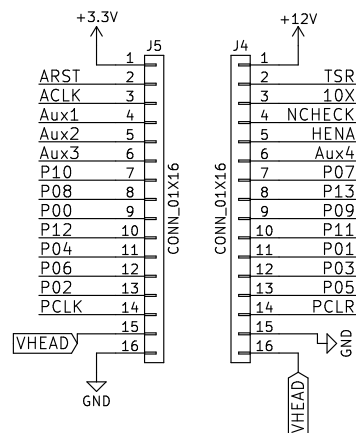 +3.3V
+12V
J5
J4
1
1
ARST 2
2 TSR
ACLK 3
3 10X
Aux1 4
4 NCHECK
Aux2 5
5 HENA
Aux3 6
6 Aux4
P10 7
7 P07
P08 8
8 P13
P00 9
9 P09
P12 10
10 P11
P04 11
11 P01
P06 12
12 P03
P02 13
13 P05
PCLK 14
14 PCLR
15
15
16
16
CONN_01X16
CONN_01X16
VHEAD
GND
GND
VHEAD